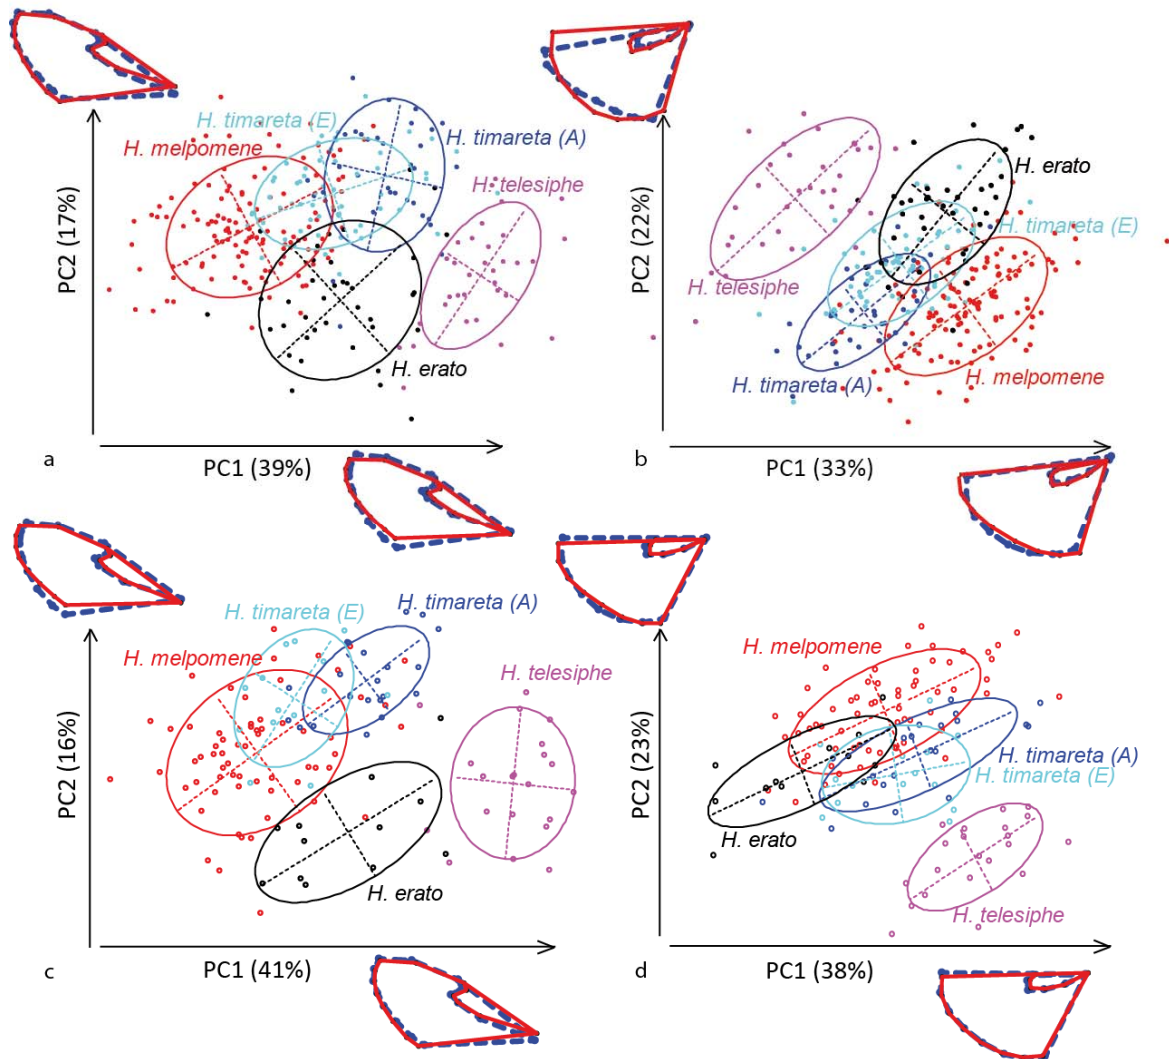 H. timareta (E)
H. timareta (A)
H. melpomene
H. telesiphe
H. erato
PC2 (17%)
a
PC1 (39%)
H. erato
H. timareta (E)
H. telesiphe
H. timareta (A)
H. melpomene
PC2 (22%)
b
PC1 (33%)
H. timareta (E)
H. timareta (A)
H. melpomene
H. telesiphe
H. erato
PC2 (16%)
c
PC1 (41%)
H. melpomene
H. timareta (A)
H. timareta (E)
H. erato
H. telesiphe
PC2 (23%)
d
PC1 (38%)